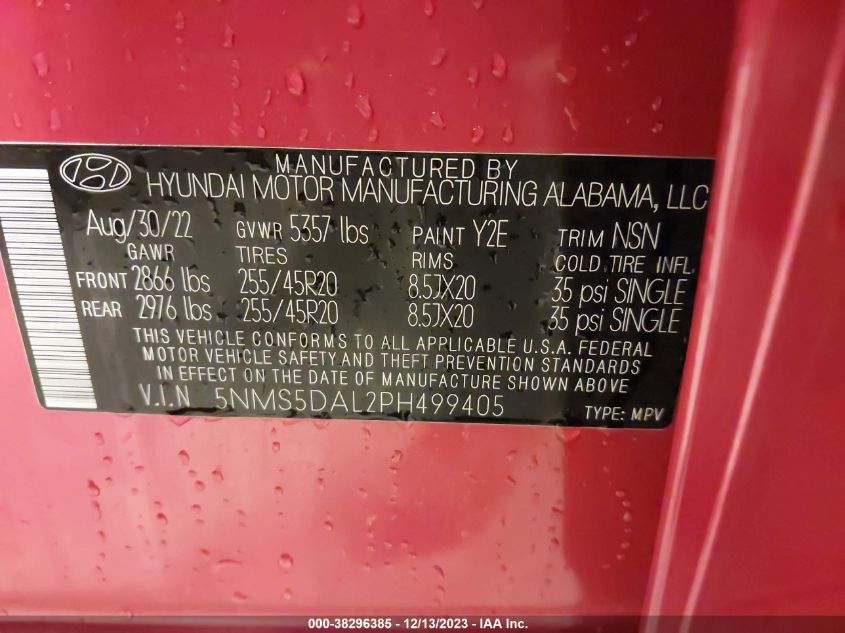 MANUFACTURED BY
HYUNDAI MOTOR MANUFACTURING ALABAMA, LLC
Aug/30/22 GVWR 5357 lbs PAINT Y2E TRIM NSN
GAWR TIRES RIMS COLD TIRE INFL.
FRONT 2866 lbs 255/45R20 8.5JX20 35 psi SINGLE
REAR 2976 lbs 255/45R20 8.5JX20 35 psi SINGLE
THIS VEHICLE CONFORMS TO ALL APPLICABLE U.S.A. FEDERAL
MOTOR VEHICLE SAFETY AND THEFT PREVENTION STANDARDS
IN EFFECT ON THE DATE OF MANUFACTURE SHOWN ABOVE
V.I.N 5NMS5DAL2PH499405 TYPE: MPV
000-38296385 - 12/13/2023 - IAA Inc.